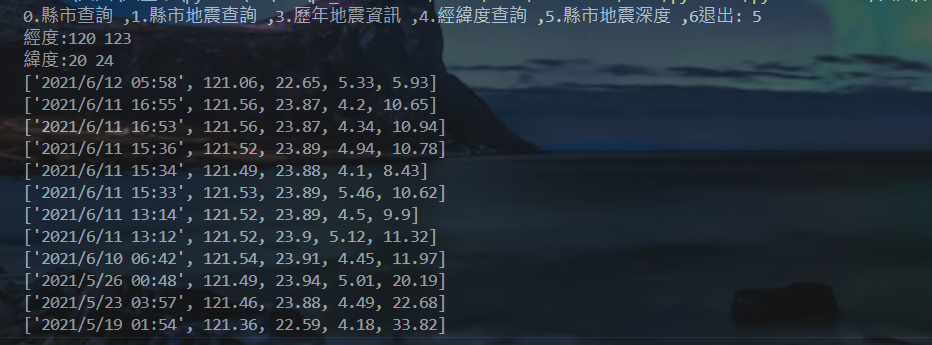 0.縣市查詢 ,1.縣市地震查詢 ,3.歷年地震資訊 ,4.經緯度查詢 ,5.縣市地震深度 ,6退出: 5
經度:120 123
緯度:20 24
['2021/6/12 05:58', 121.06, 22.65, 5.33, 5.93]
['2021/6/11 16:55', 121.56, 23.87, 4.2, 10.65]
['2021/6/11 16:53', 121.56, 23.87, 4.34, 10.94]
['2021/6/11 15:36', 121.52, 23.89, 4.94, 10.78]
['2021/6/11 15:34', 121.49, 23.88, 4.1, 8.43]
['2021/6/11 15:33', 121.53, 23.89, 5.46, 10.62]
['2021/6/11 13:14', 121.52, 23.89, 4.5, 9.9]
['2021/6/11 13:12', 121.52, 23.9, 5.12, 11.32]
['2021/6/10 06:42', 121.54, 23.91, 4.45, 11.97]
['2021/5/26 00:48', 121.49, 23.94, 5.01, 20.19]
['2021/5/23 03:57', 121.46, 23.88, 4.49, 22.68]
['2021/5/19 01:54', 121.36, 22.59, 4.18, 33.82]